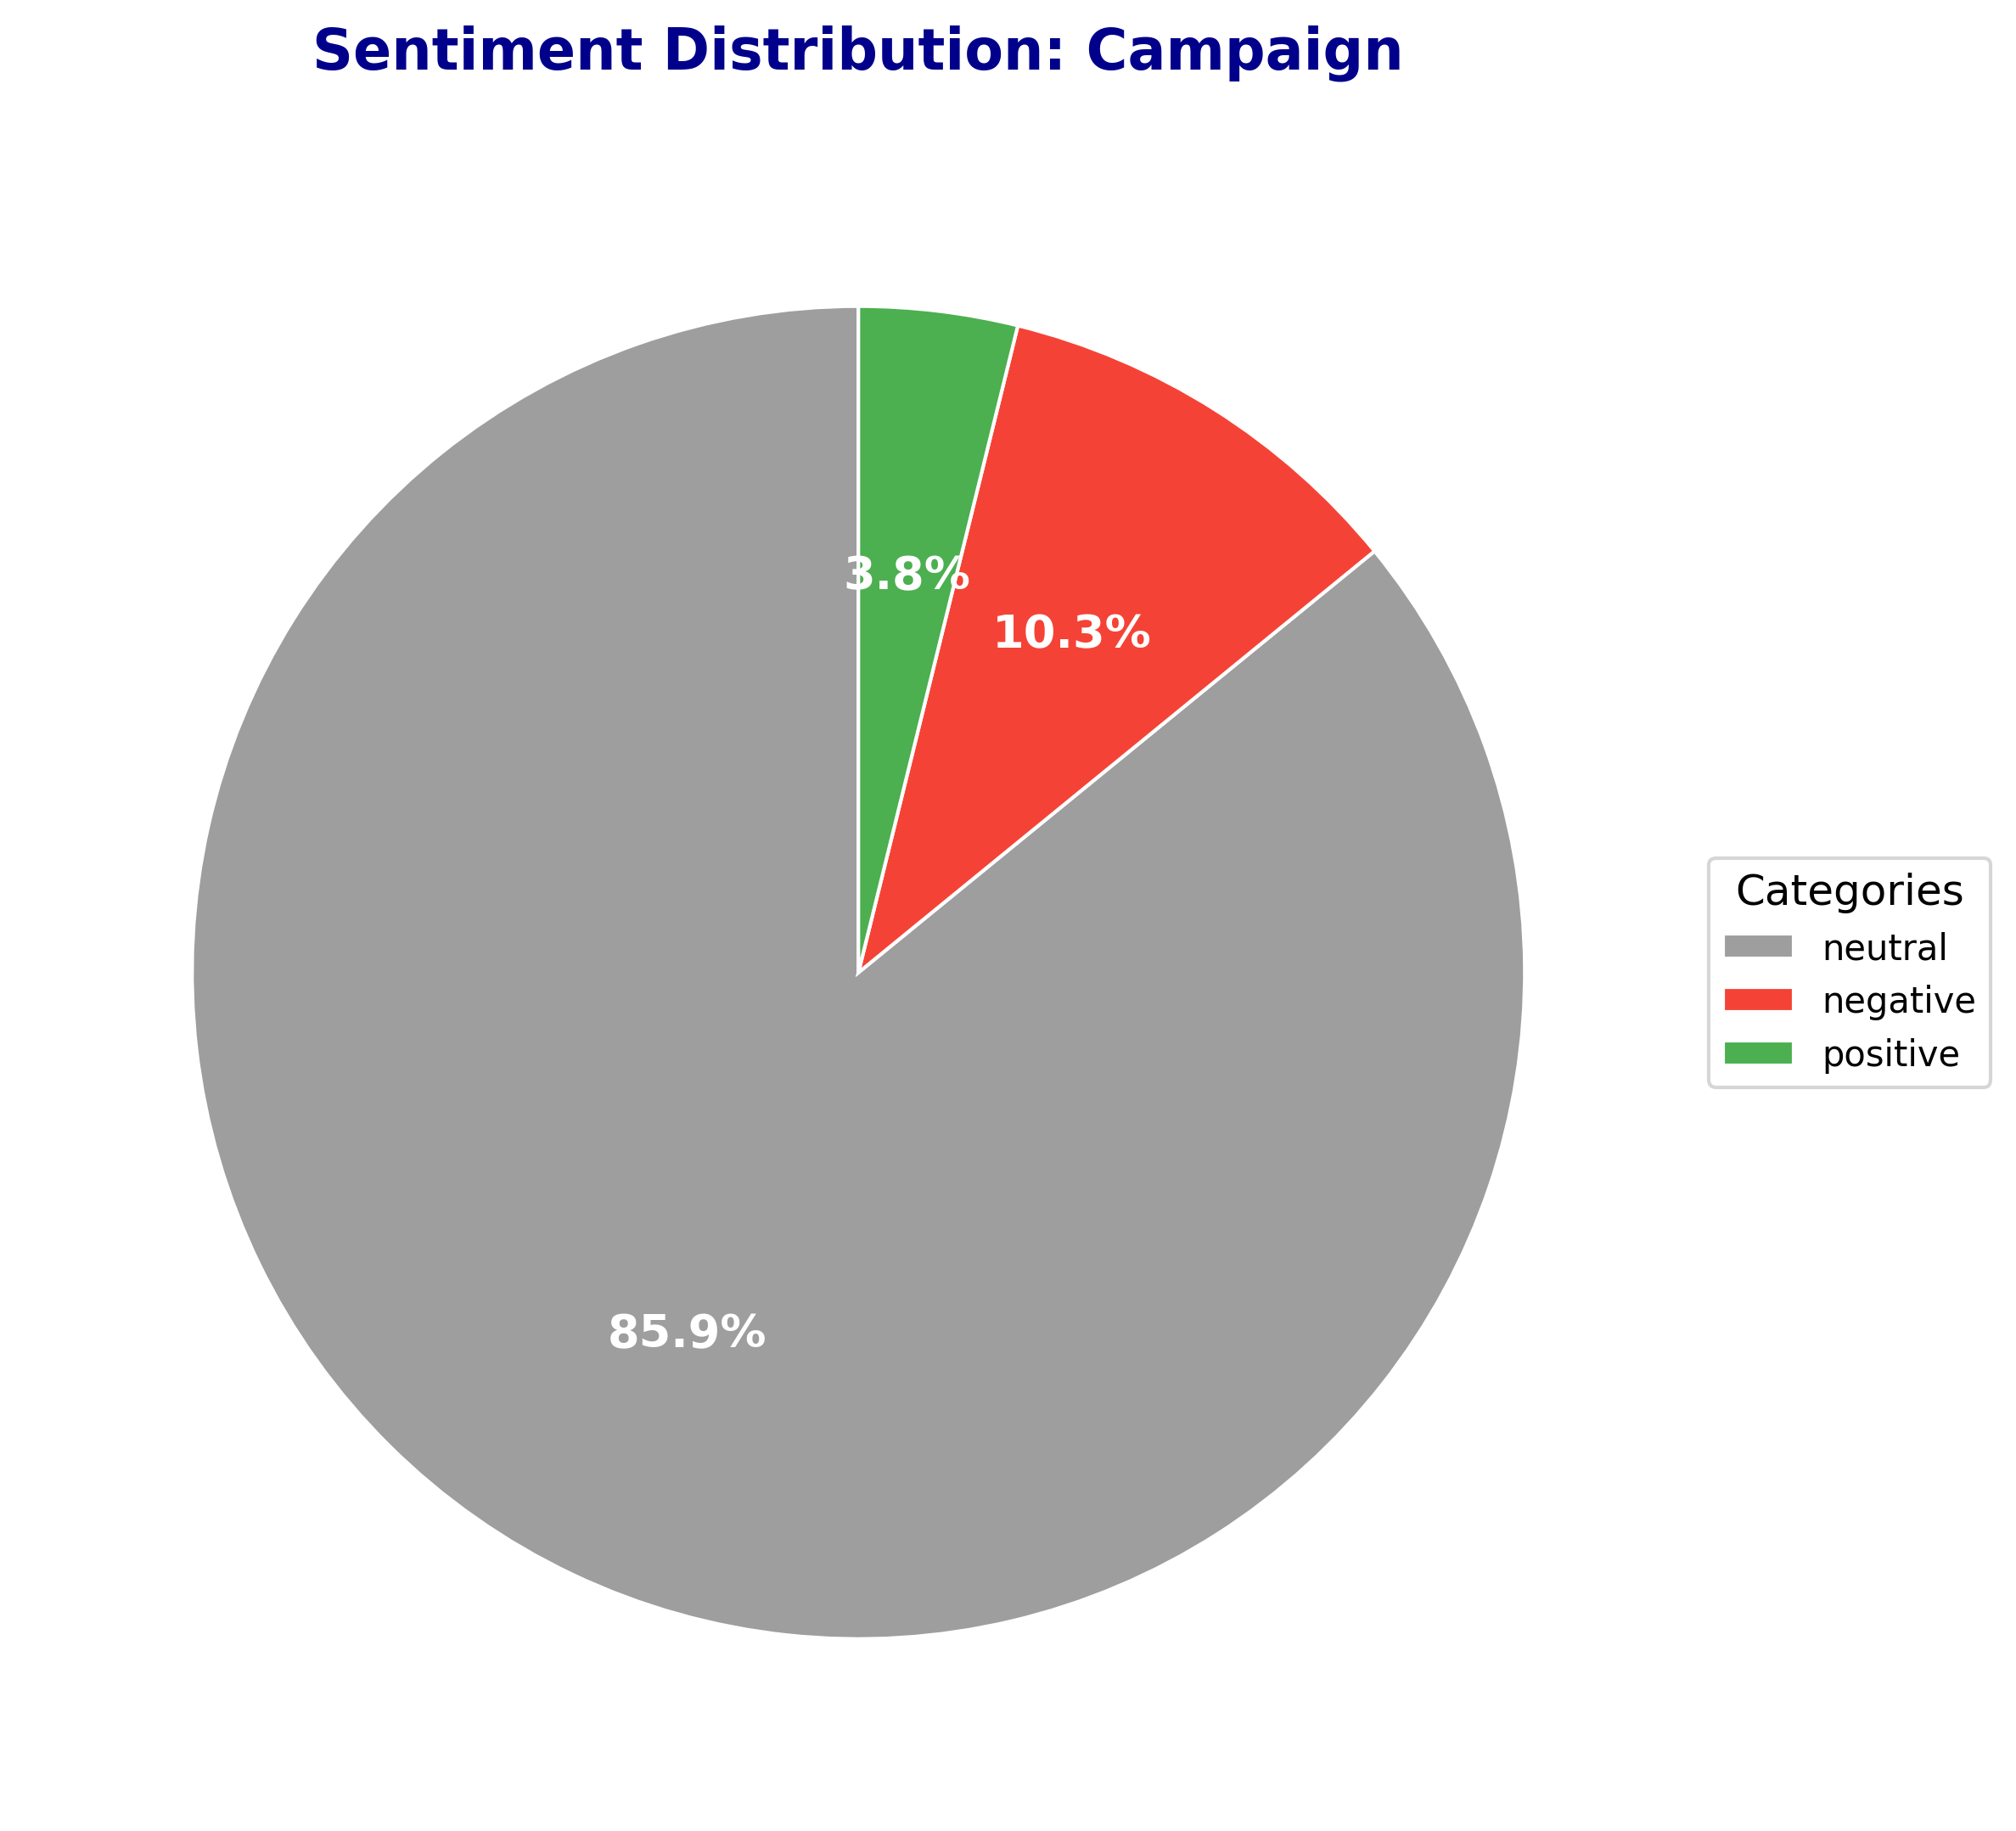 Sentiment Distribution: Campaign
3.8%
10.3%
85.9%
Categories
neutral
negative
positive